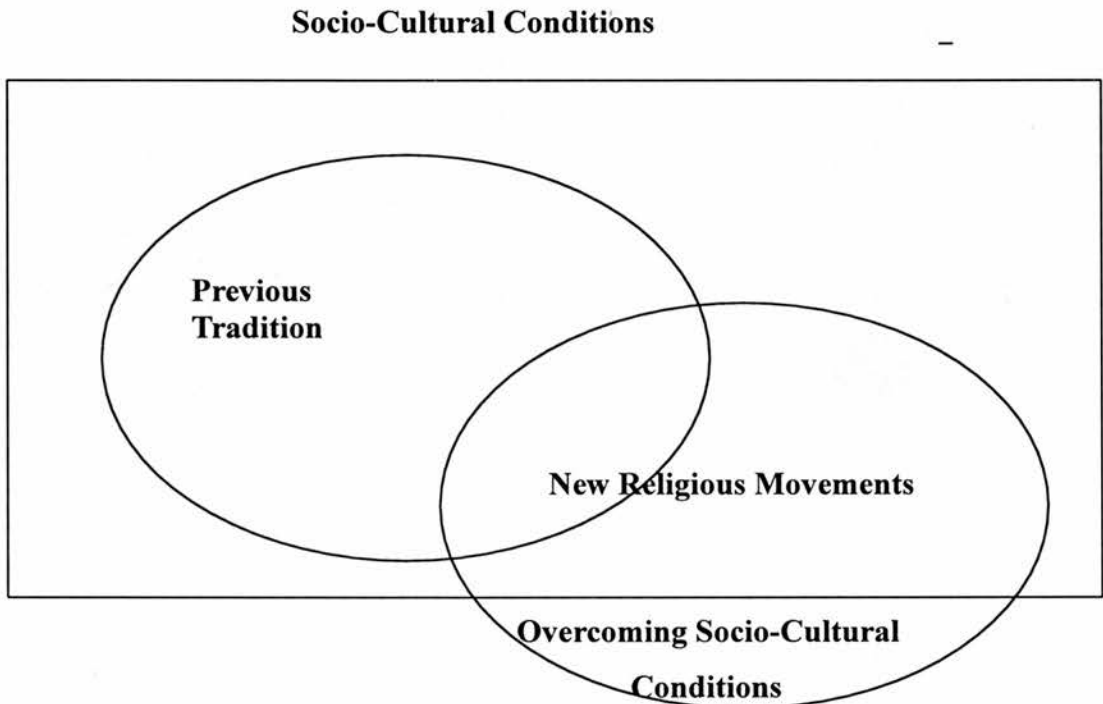 Socio-Cultural Conditions
Previous
Tradition
New Religious Movements
Overcoming Socio-Cultural
Conditions